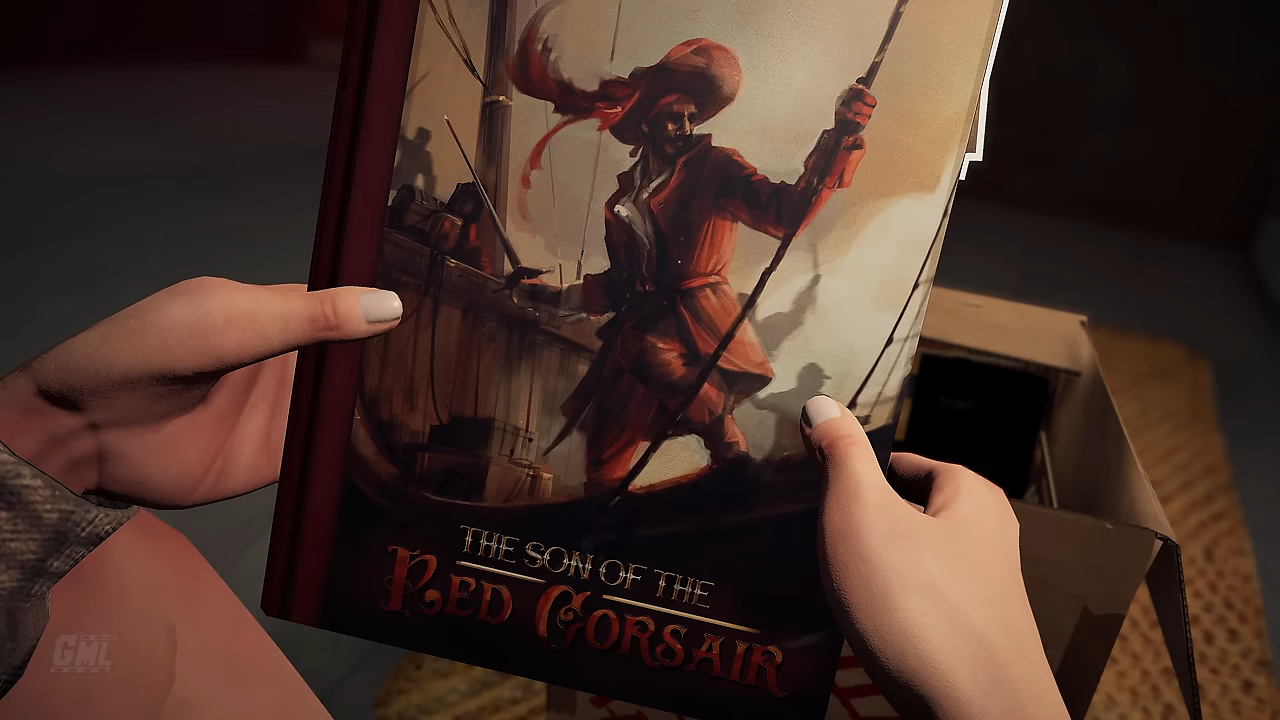 THE SON OF THE
RED CORSAIR
GML